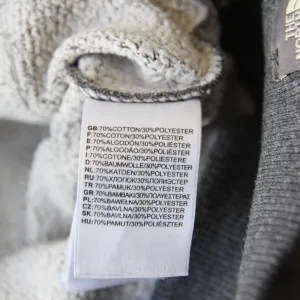 GB:70%COTTON/30%POLYESTER
F:70%COTON/30%POLYESTER
E:70%ALGODÓN/30%POLIÉSTER
P:70%ALGODÃO/30%POLIÉSTER
I:70%COTONE/30%POLIESTERE
D:70%BAUMWOLLE/30%POLYESTER
NL:70%KATOEN/30%POLYESTER
RU:70%ХЛОПОК/30%ПОЛИЭСТЕР
TR:70%PAMUK/30%POLYESTER
GR:70%ΒΑΜΒΑΚΙ/30%ΠΟΛΥΕΣΤΕΡΑΣ
PL:70%BAWEŁNA/30%POLIESTER
CZ:70%BAVLNA/30%POLYESTER
SK:70%BAVLNA/30%POLYESTER
HU:70%PAMUT/30%POLIÉSZTER
THE